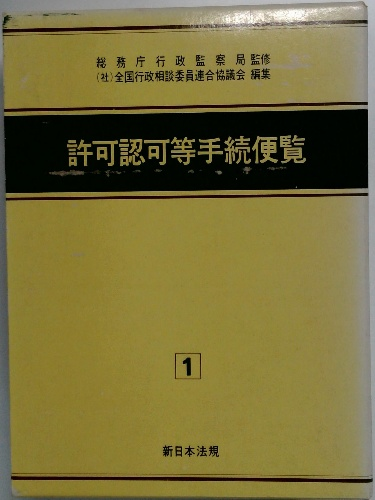 総務庁行政監察局 監修
(社)全国行政相談委員連合協議会 編集
許可認可等手続便覧
1
新日本法規